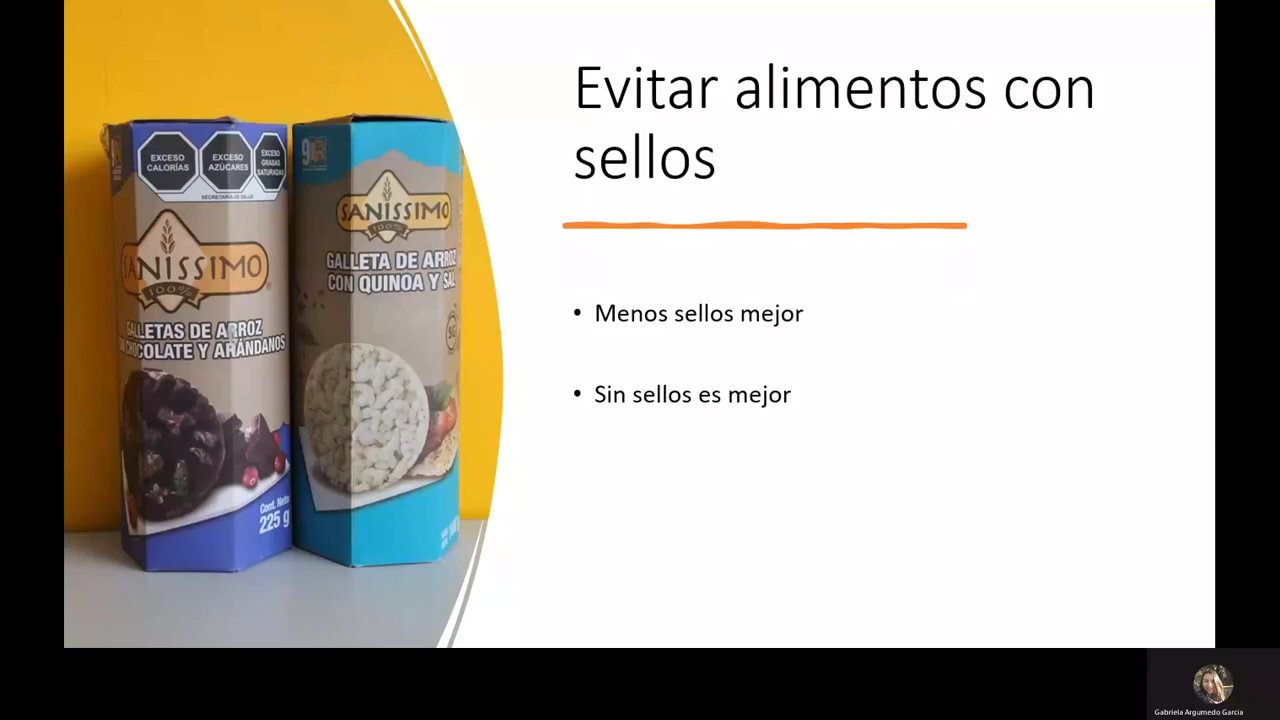 Evitar alimentos con
sellos
• Menos sellos mejor
• Sin sellos es mejor
EXCESO
CALORÍAS
EXCESO
AZÚCARES
EXCESO
GRASAS
SATURADAS
SECRETARÍA DE SALUD
SANÍSSIMO
100%
GALLETAS DE ARROZ
CHOCOLATE Y ARÁNDANOS
Cont. Neto
225 g
SANÍSSIMO
100%
GALLETA DE ARROZ
CON QUINOA Y SAL
Gabriela Argumedo Garcia